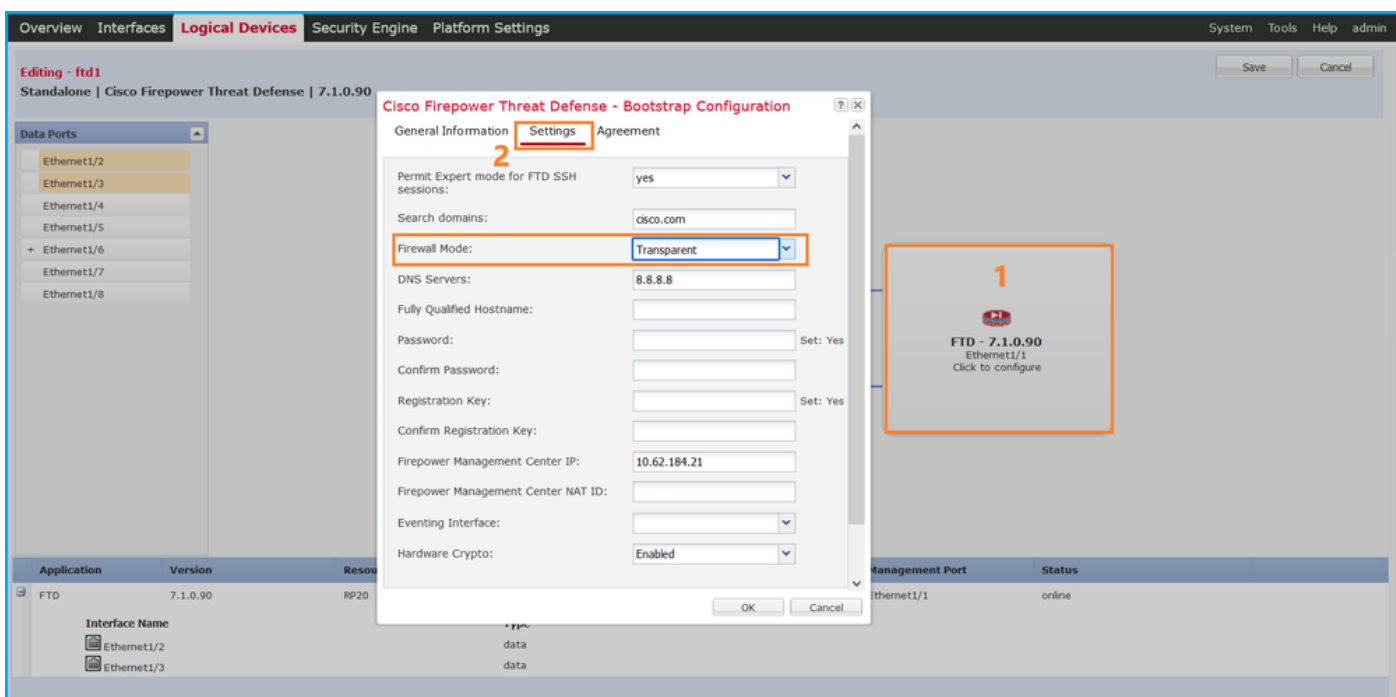 Overview Interfaces Logical Devices Security Engine Platform Settings System Tools Help admin
Editing - ftd1
Standalone | Cisco Firepower Threat Defense | 7.1.0.90
Save Cancel
Data Ports
Ethernet1/2
Ethernet1/3
Ethernet1/4
Ethernet1/5
+ Ethernet1/6
Ethernet1/7
Ethernet1/8
Cisco Firepower Threat Defense - Bootstrap Configuration ? X
General Information Settings Agreement
2
Permit Expert mode for FTD SSH
sessions: yes
Search domains: cisco.com
Firewall Mode: Transparent
DNS Servers: 8.8.8.8
Fully Qualified Hostname:
Password: Set: Yes
Confirm Password:
Registration Key: Set: Yes
Confirm Registration Key:
Firepower Management Center IP: 10.62.184.21
Firepower Management Center NAT ID:
Eventing Interface:
Hardware Crypto: Enabled
OK Cancel
1
FTD - 7.1.0.90
Ethernet1/1
Click to configure
Application Version Resou Management Port Status
FTD 7.1.0.90 RP20 Ethernet1/1 online
Interface Name
Ethernet1/2 data
Ethernet1/3 data